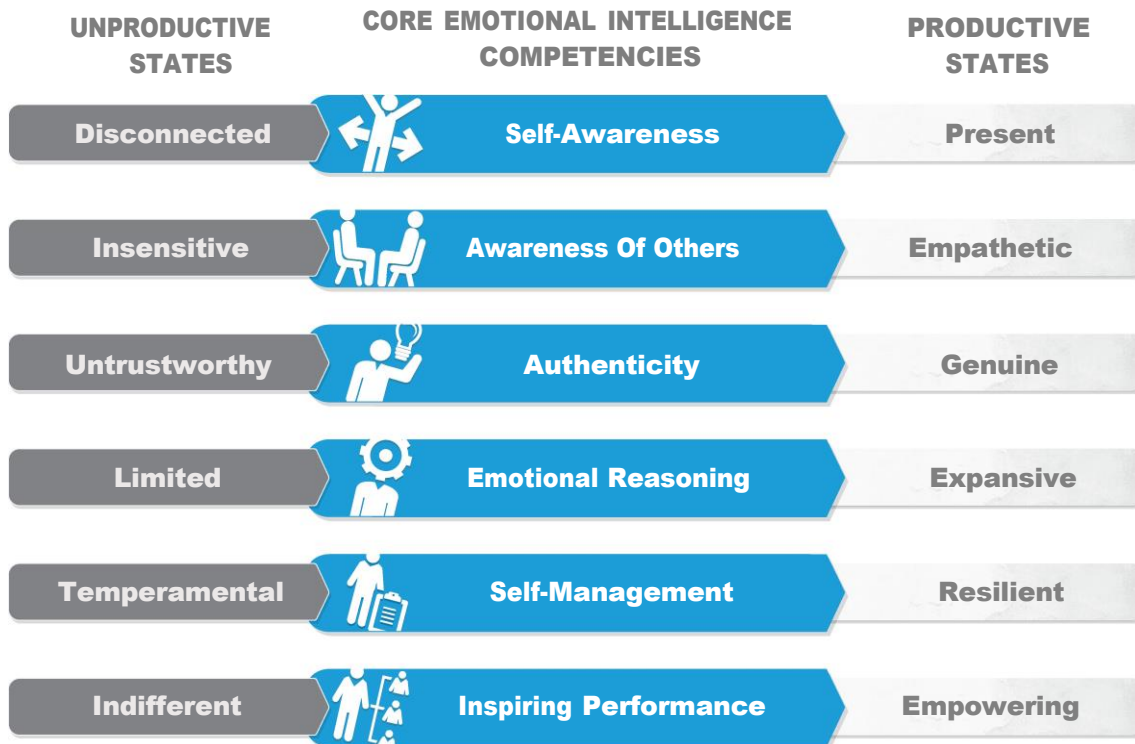 UNPRODUCTIVE
STATES
CORE EMOTIONAL INTELLIGENCE
COMPETENCIES
PRODUCTIVE
STATES
Disconnected
Self-Awareness
Present
Insensitive
Awareness Of Others
Empathetic
Untrustworthy
Authenticity
Genuine
Limited
Emotional Reasoning
Expansive
Temperamental
Self-Management
Resilient
Indifferent
Inspiring Performance
Empowering